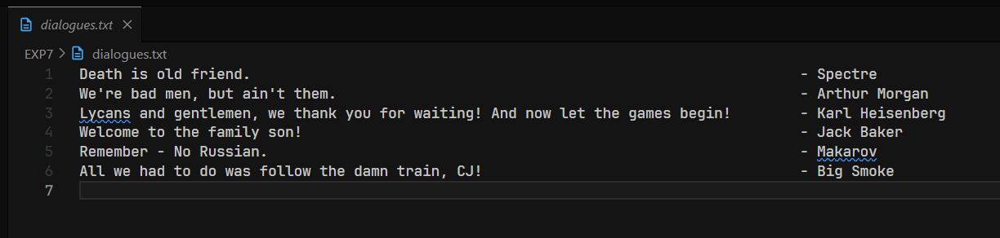 dialogues.txt
EXP7 > dialogues.txt
1 Death is old friend. - Spectre
2 We're bad men, but ain't them. - Arthur Morgan
3 Lycans and gentlemen, we thank you for waiting! And now let the games begin! - Karl Heisenberg
4 Welcome to the family son! - Jack Baker
5 Remember - No Russian. - Makarov
6 All we had to do was follow the damn train, CJ! - Big Smoke
7